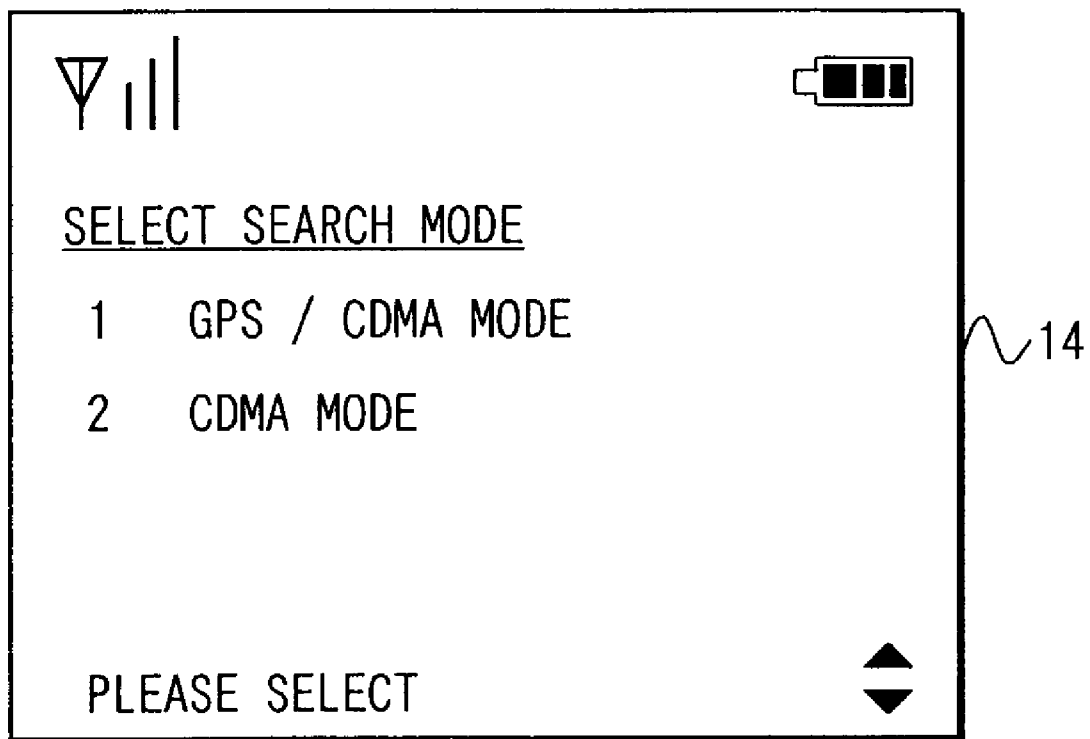 SELECT SEARCH MODE
1 GPS / CDMA MODE
14
2 CDMA MODE
PLEASE SELECT